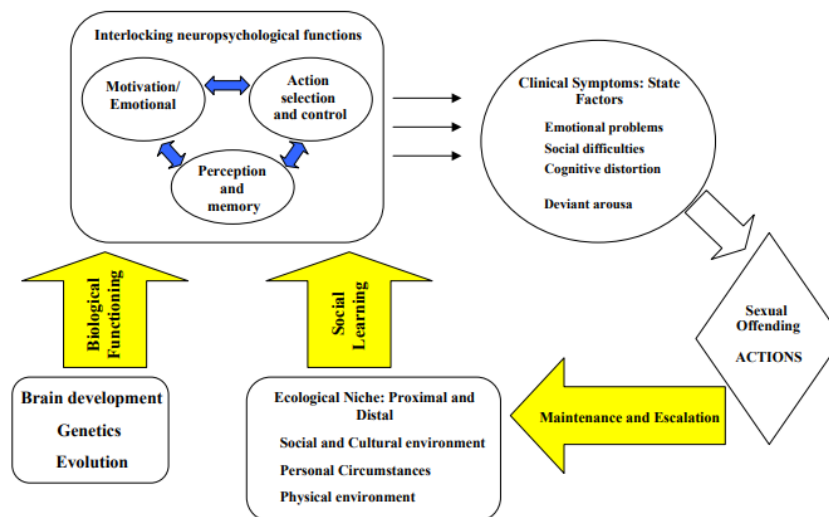 Interlocking neuropsychological functions
Motivation/
Emotional
Action
selection
and control
Perception
and
memory
Clinical Symptoms: State
Factors
Emotional problems
Social difficulties
Cognitive distortion
Deviant arousa
Biological
Functioning
Social
Learning
Sexual
Offending
ACTIONS
Brain development
Genetics
Evolution
Ecological Niche: Proximal and
Distal
Social and Cultural environment
Personal Circumstances
Physical environment
Maintenance and Escalation